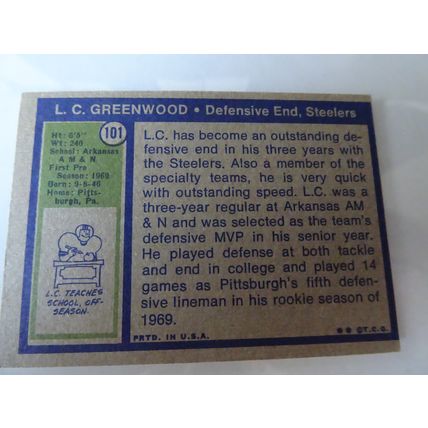 L. C. GREENWOOD • Defensive End, Steelers
101
Ht: 6'5"
Wt: 240
School: Arkansas
A M & N
First Pro
Season: 1969
Born: 9-8-46
Home: Pitts-
burgh, Pa.
L.C. TEACHES
SCHOOL, OFF-
SEASON.
L.C. has become an outstanding de-
fensive end in his three years with
the Steelers. Also a member of the
specialty teams, he is very quick
with outstanding speed. L.C. was a
three-year regular at Arkansas AM
& N and was selected as the team's
defensive MVP in his senior year.
He played defense at both tackle
and end in college and played 14
games as Pittsburgh's fifth defen-
sive lineman in his rookie season of
1969.
PRTD. IN U.S.A.
** ©T.C.G.